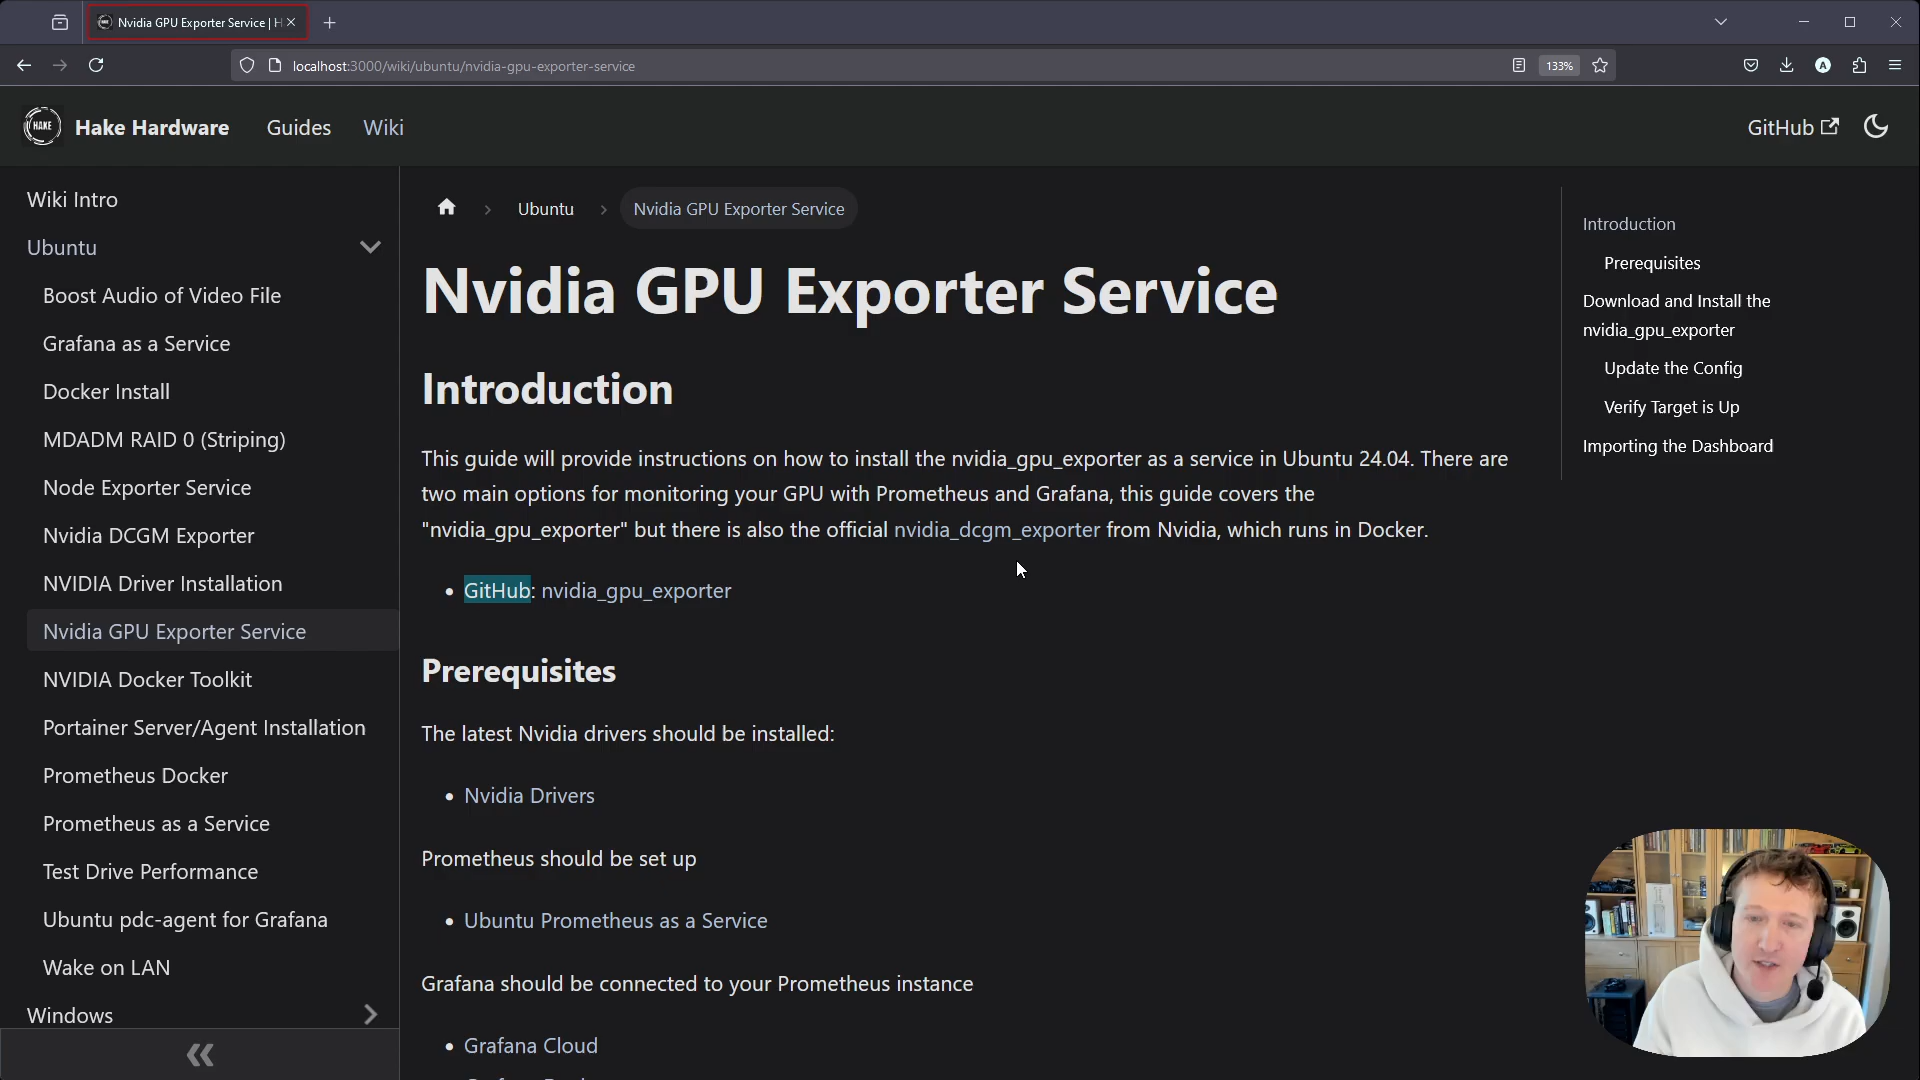 Nvidia GPU Exporter Service | H
localhost:3000/wiki/ubuntu/nvidia-gpu-exporter-service
133%
A
HAKE
Hake Hardware
Guides
Wiki
GitHub
Wiki Intro
Ubuntu
Boost Audio of Video File
Grafana as a Service
Docker Install
MDADM RAID 0 (Striping)
Node Exporter Service
Nvidia DCGM Exporter
NVIDIA Driver Installation
Nvidia GPU Exporter Service
NVIDIA Docker Toolkit
Portainer Server/Agent Installation
Prometheus Docker
Prometheus as a Service
Test Drive Performance
Ubuntu pdc-agent for Grafana
Wake on LAN
Windows
Ubuntu
Nvidia GPU Exporter Service
Nvidia GPU Exporter Service
Introduction
This guide will provide instructions on how to install the nvidia_gpu_exporter as a service in Ubuntu 24.04. There are
two main options for monitoring your GPU with Prometheus and Grafana, this guide covers the
"nvidia_gpu_exporter" but there is also the official nvidia_dcgm_exporter from Nvidia, which runs in Docker.
GitHub: nvidia_gpu_exporter
Prerequisites
The latest Nvidia drivers should be installed:
Nvidia Drivers
Prometheus should be set up
Ubuntu Prometheus as a Service
Grafana should be connected to your Prometheus instance
Grafana Cloud
Introduction
Prerequisites
Download and Install the
nvidia_gpu_exporter
Update the Config
Verify Target is Up
Importing the Dashboard